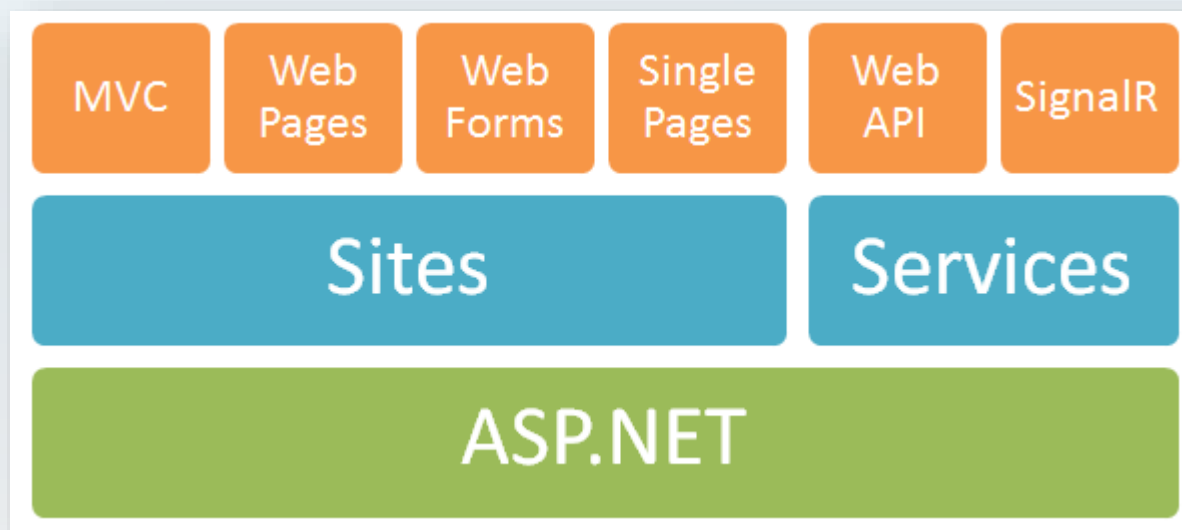 MVC
Web
Pages
Web
Forms
Single
Pages
Web
API
SignalR
Sites
Services
ASP.NET